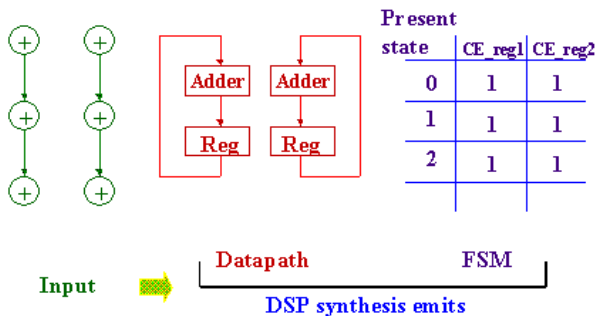 + +
+ +
+ +
Adder Adder
Reg Reg
Present
state CE_reg1 CE_reg2
0 1 1
1 1 1
2 1 1
Input
Datapath FSM
DSP synthesis emits